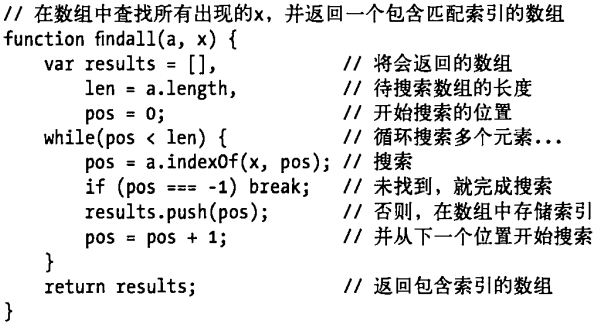 // 在数组中查找所有出现的x，并返回一个包含匹配索引的数组
function findall(a, x) {
    var results = [],            // 将会返回的数组
        len = a.length,          // 待搜索数组的长度
        pos = 0;                 // 开始搜索的位置
    while(pos < len) {           // 循环搜索多个元素...
        pos = a.indexOf(x, pos); // 搜索
        if (pos === -1) break;   // 未找到，就完成搜索
        results.push(pos);       // 否则，在数组中存储索引
        pos = pos + 1;           // 并从下一个位置开始搜索
    }
    return results;              // 返回包含索引的数组
}